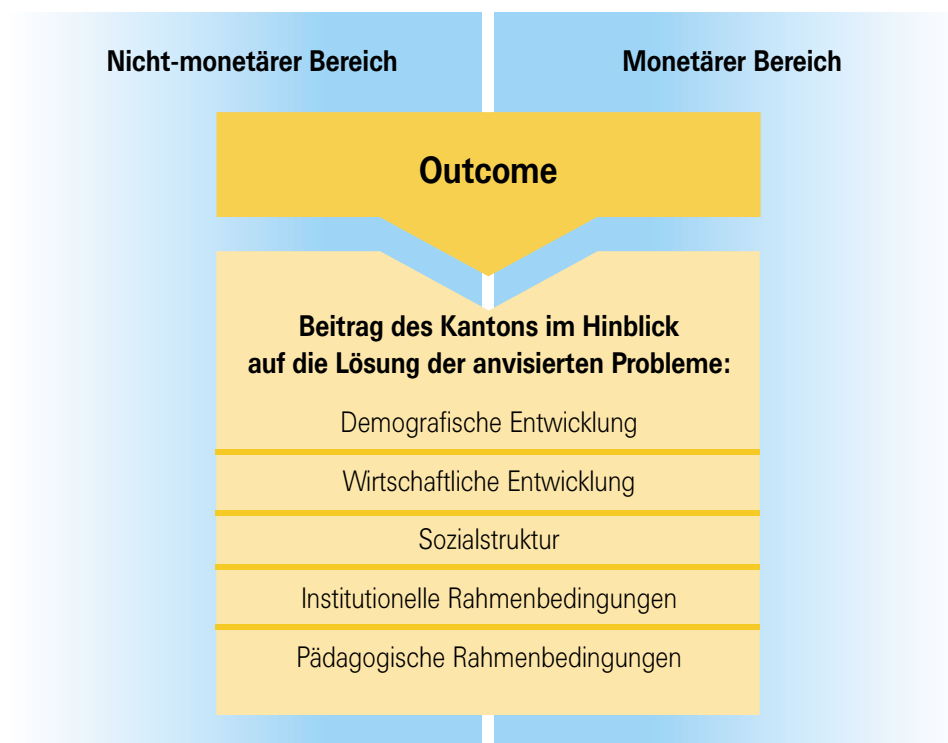 Nicht-monetärer Bereich
Monetärer Bereich
Outcome
Beitrag des Kantons im Hinblick
auf die Lösung der anvisierten Probleme:
Demografische Entwicklung
Wirtschaftliche Entwicklung
Sozialstruktur
Institutionelle Rahmenbedingungen
Pädagogische Rahmenbedingungen